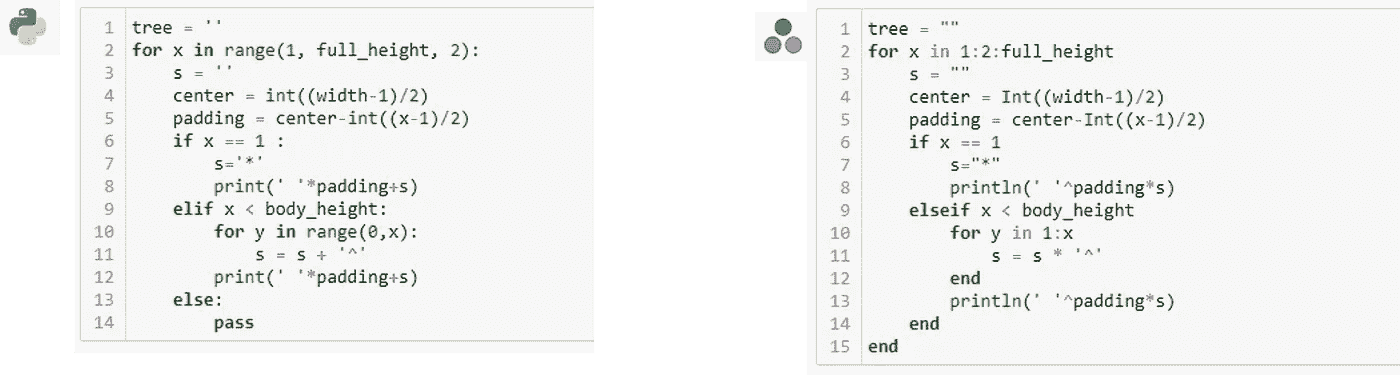 1 tree = ''
2 for x in range(1, full_height, 2):
3     s = ''
4     center = int((width-1)/2)
5     padding = center-int((x-1)/2)
6     if x == 1 :
7         s='*'
8         print(' '*padding+s)
9     elif x < body_height:
10         for y in range(0,x):
11             s = s + '^'
12         print(' '*padding+s)
13     else:
14         pass
1 tree = ""
2 for x in 1:2:full_height
3     s = ""
4     center = Int((width-1)/2)
5     padding = center-Int((x-1)/2)
6     if x == 1
7         s="*"
8         println(' '^padding*s)
9     elseif x < body_height
10         for y in 1:x
11             s = s * '^'
12         end
13         println(' '^padding*s)
14     end
15 end